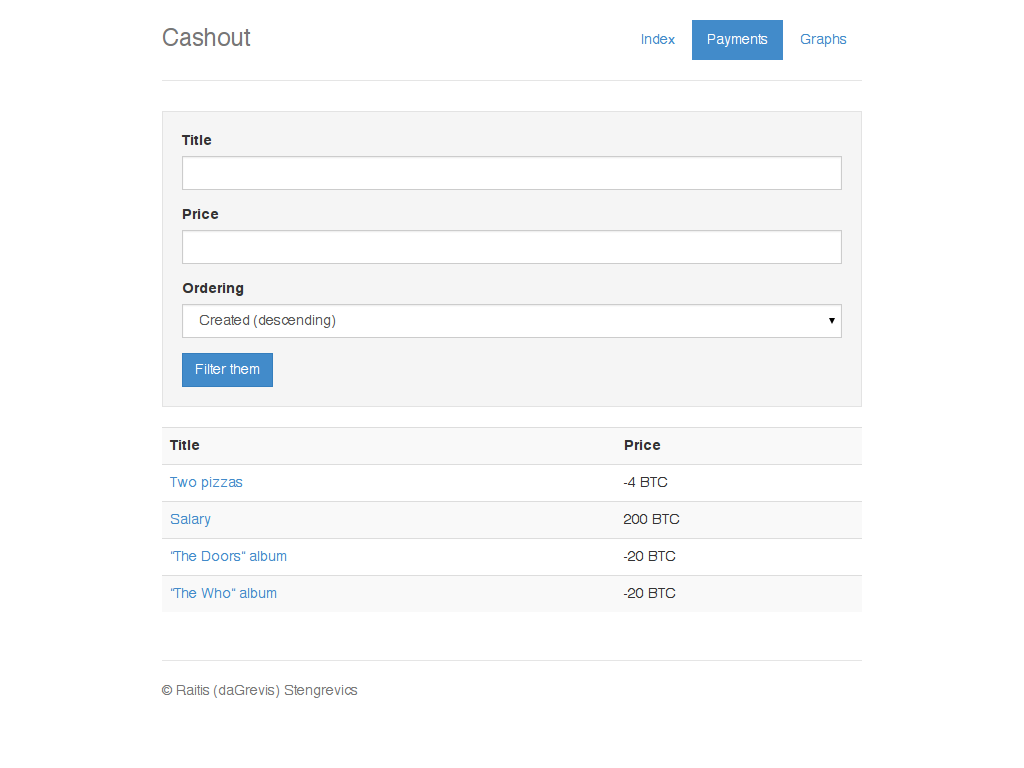 Cashout Index Payments Graphs
Title
Price
Ordering
Created (descending)
Filter them
Title Price
Two pizzas -4 BTC
Salary 200 BTC
“The Doors“ album -20 BTC
“The Who“ album -20 BTC
© Raitis (daGrevis) Stengrevics